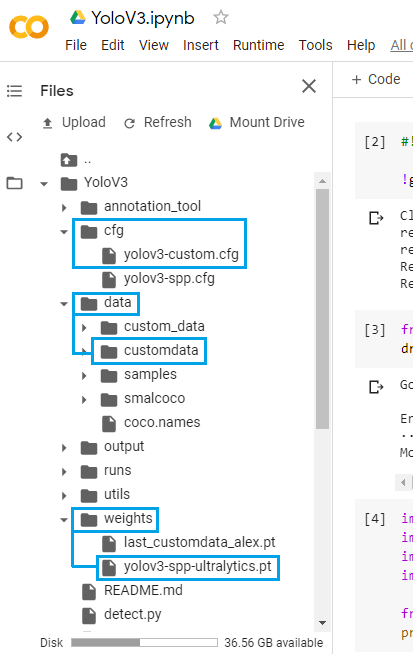 YoloV3.ipynb
File Edit View Insert Runtime Tools Help All c
Files
+ Code
Upload Refresh Mount Drive
..
YoloV3
annotation_tool
cfg
yolov3-custom.cfg
yolov3-spp.cfg
data
custom_data
customdata
samples
smalcoco
coco.names
output
runs
utils
weights
last_customdata_alex.pt
yolov3-spp-ultralytics.pt
README.md
detect.py
Disk 36.56 GB available
[2] #!
!g
Cl
re
re
Re
Re
[3] fr
dr
Go
En
..
Mo
[4] im
im
im
im
fr
pr